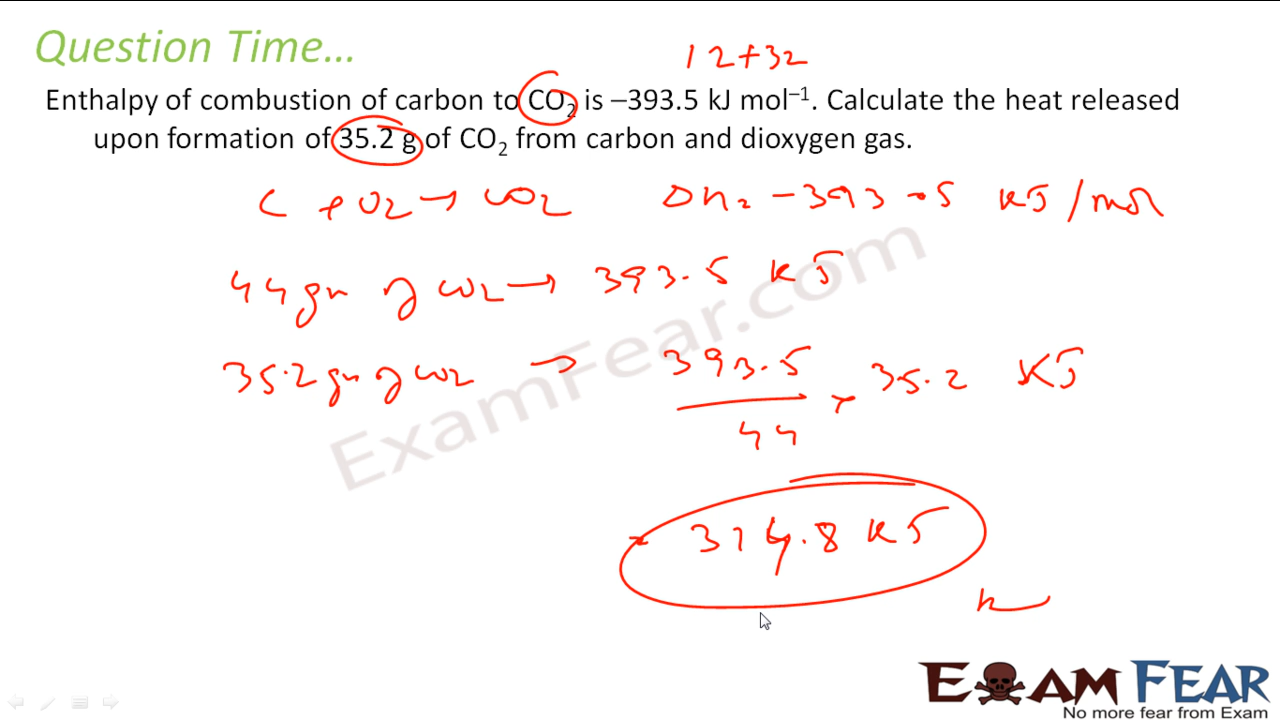 Question Time...
12+32
Enthalpy of combustion of carbon to CO₂ is –393.5 kJ mol⁻¹. Calculate the heat released
upon formation of 35.2 g of CO₂ from carbon and dioxygen gas.
C + O2 → CO2 ΔH = -393.5 KJ/mol
44 gm of CO2 → 393.5 KJ
35.2 gm of CO2 → 393.5 / 44 × 35.2 KJ
= 314.8 KJ
ExamFear.com
EXAM FEAR
No more fear from Exam